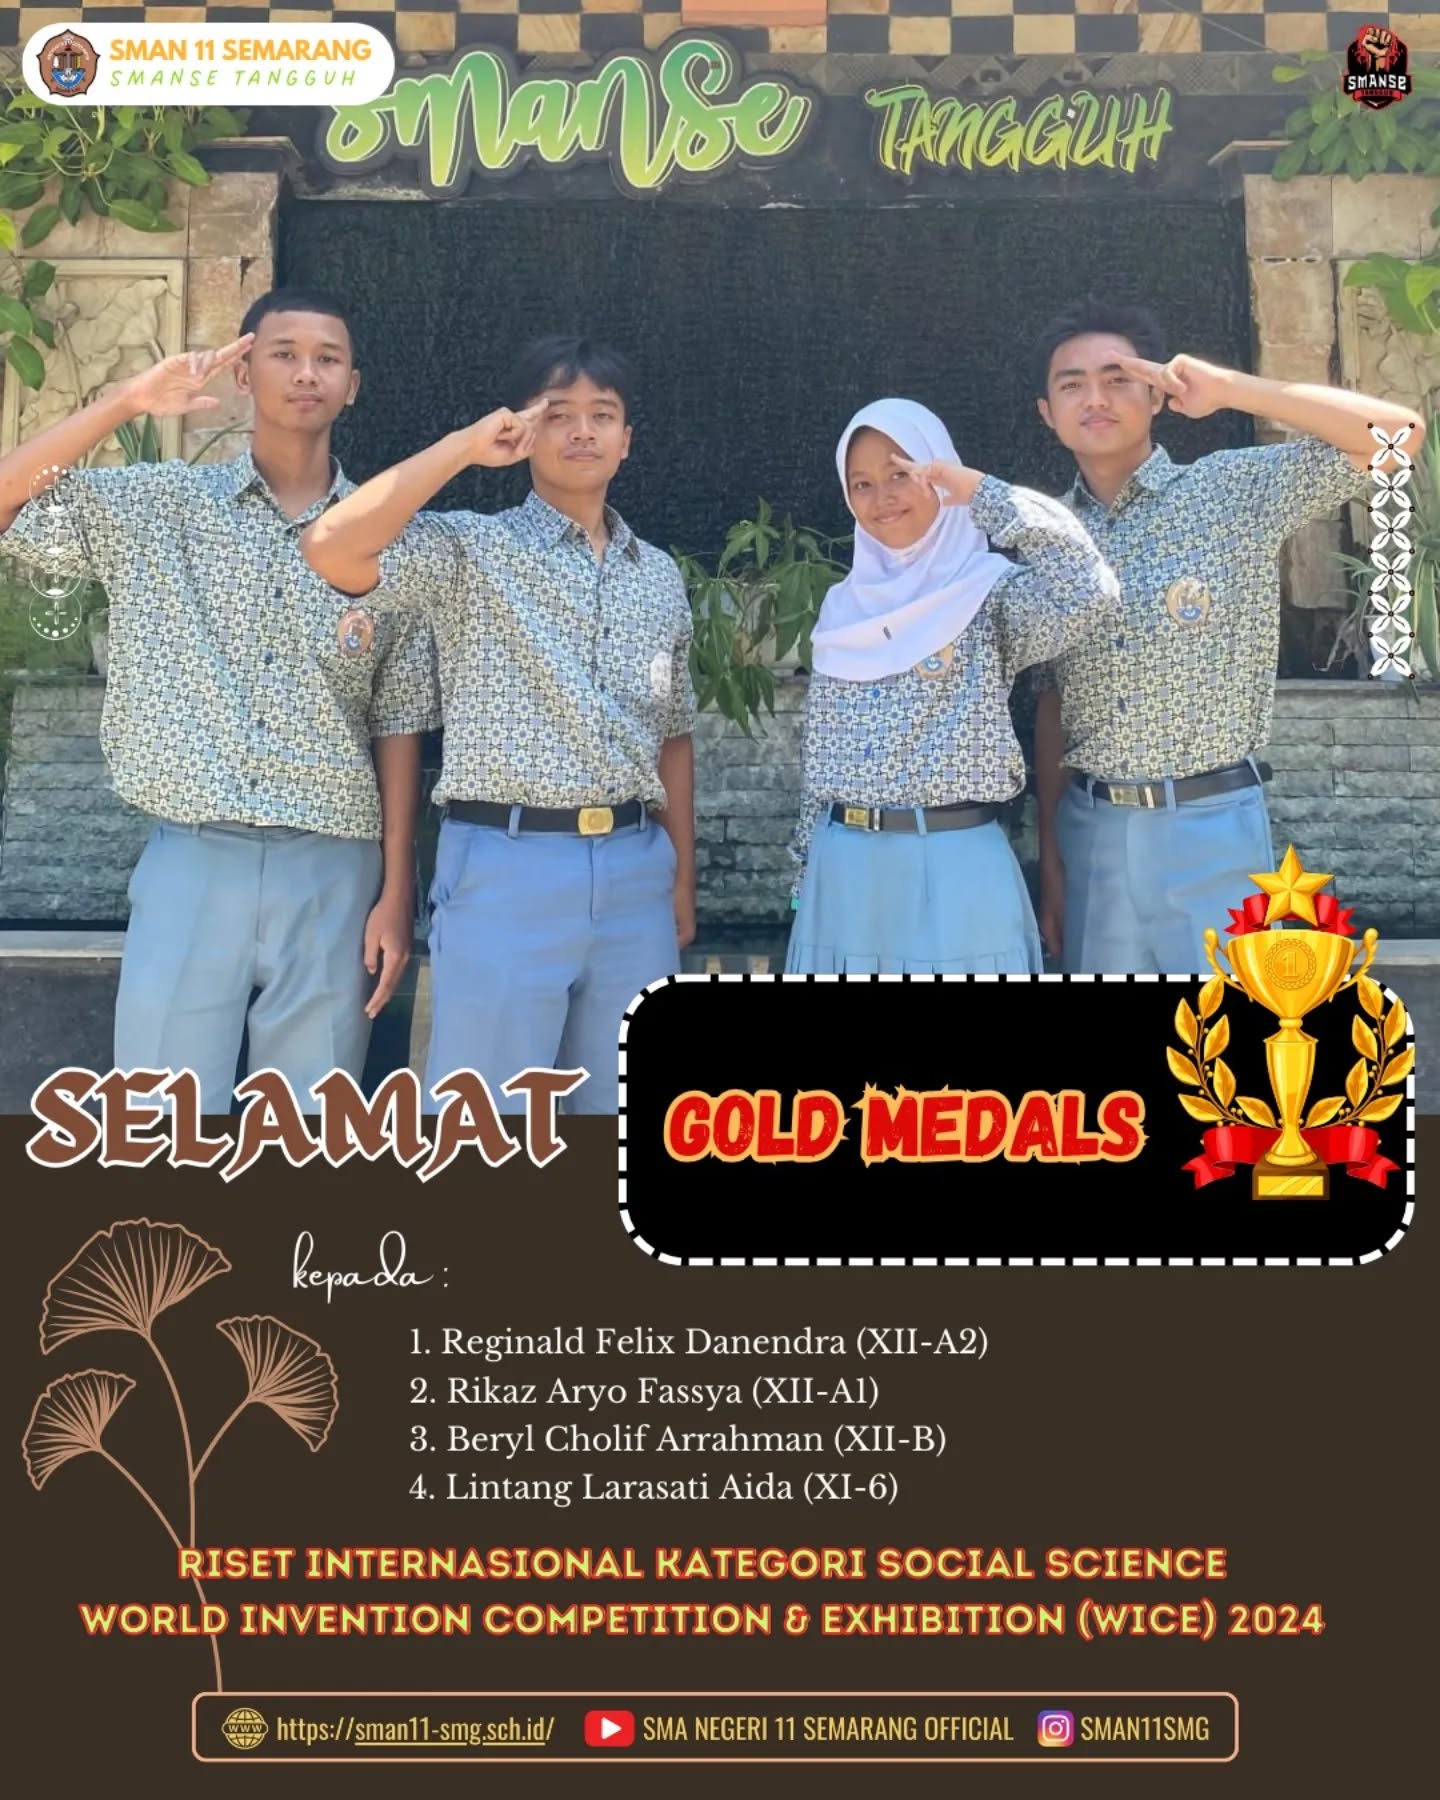 SMAN 11 SEMARANG
SMANSE TANGGUH
SMANSE
TANGGUH
smanse TANGGUH
SELAMAT
GOLD MEDALS
1
kepada :
1. Reginald Felix Danendra (XII-A2)
2. Rikaz Aryo Fassya (XII-A1)
3. Beryl Cholif Arrahman (XII-B)
4. Lintang Larasati Aida (XI-6)
RISET INTERNASIONAL KATEGORI SOCIAL SCIENCE
WORLD INVENTION COMPETITION & EXHIBITION (WICE) 2024
WWW https://sman11-smg.sch.id/ SMA NEGERI 11 SEMARANG OFFICIAL SMAN11SMG